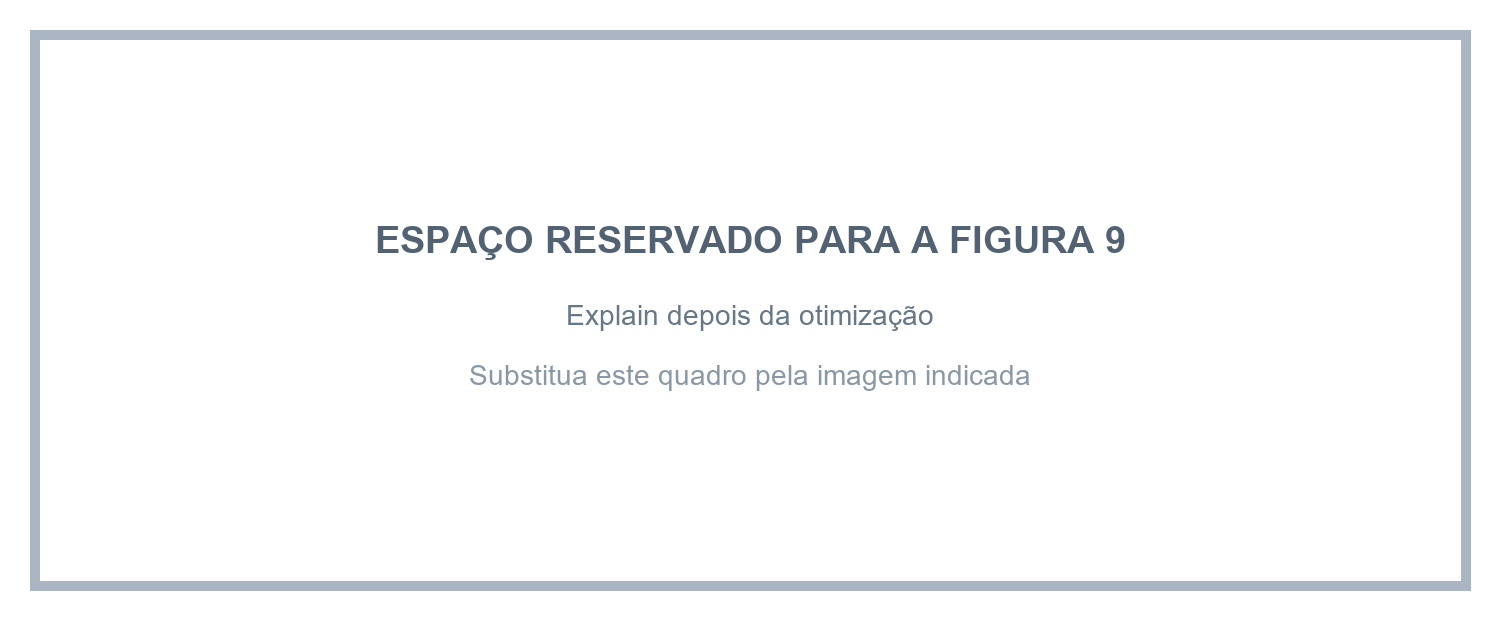 ESPAÇO RESERVADO PARA A FIGURA 9
Explain depois da otimização
Substitua este quadro pela imagem indicada